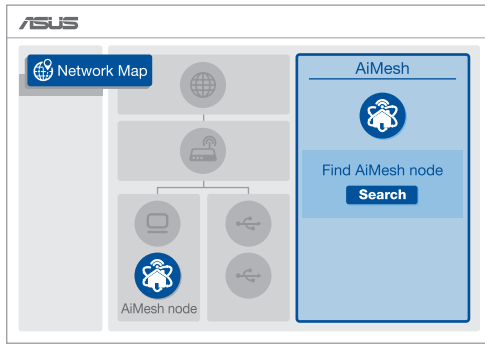 ASUS
Network Map
AiMesh
Find AiMesh node
Search
AiMesh node